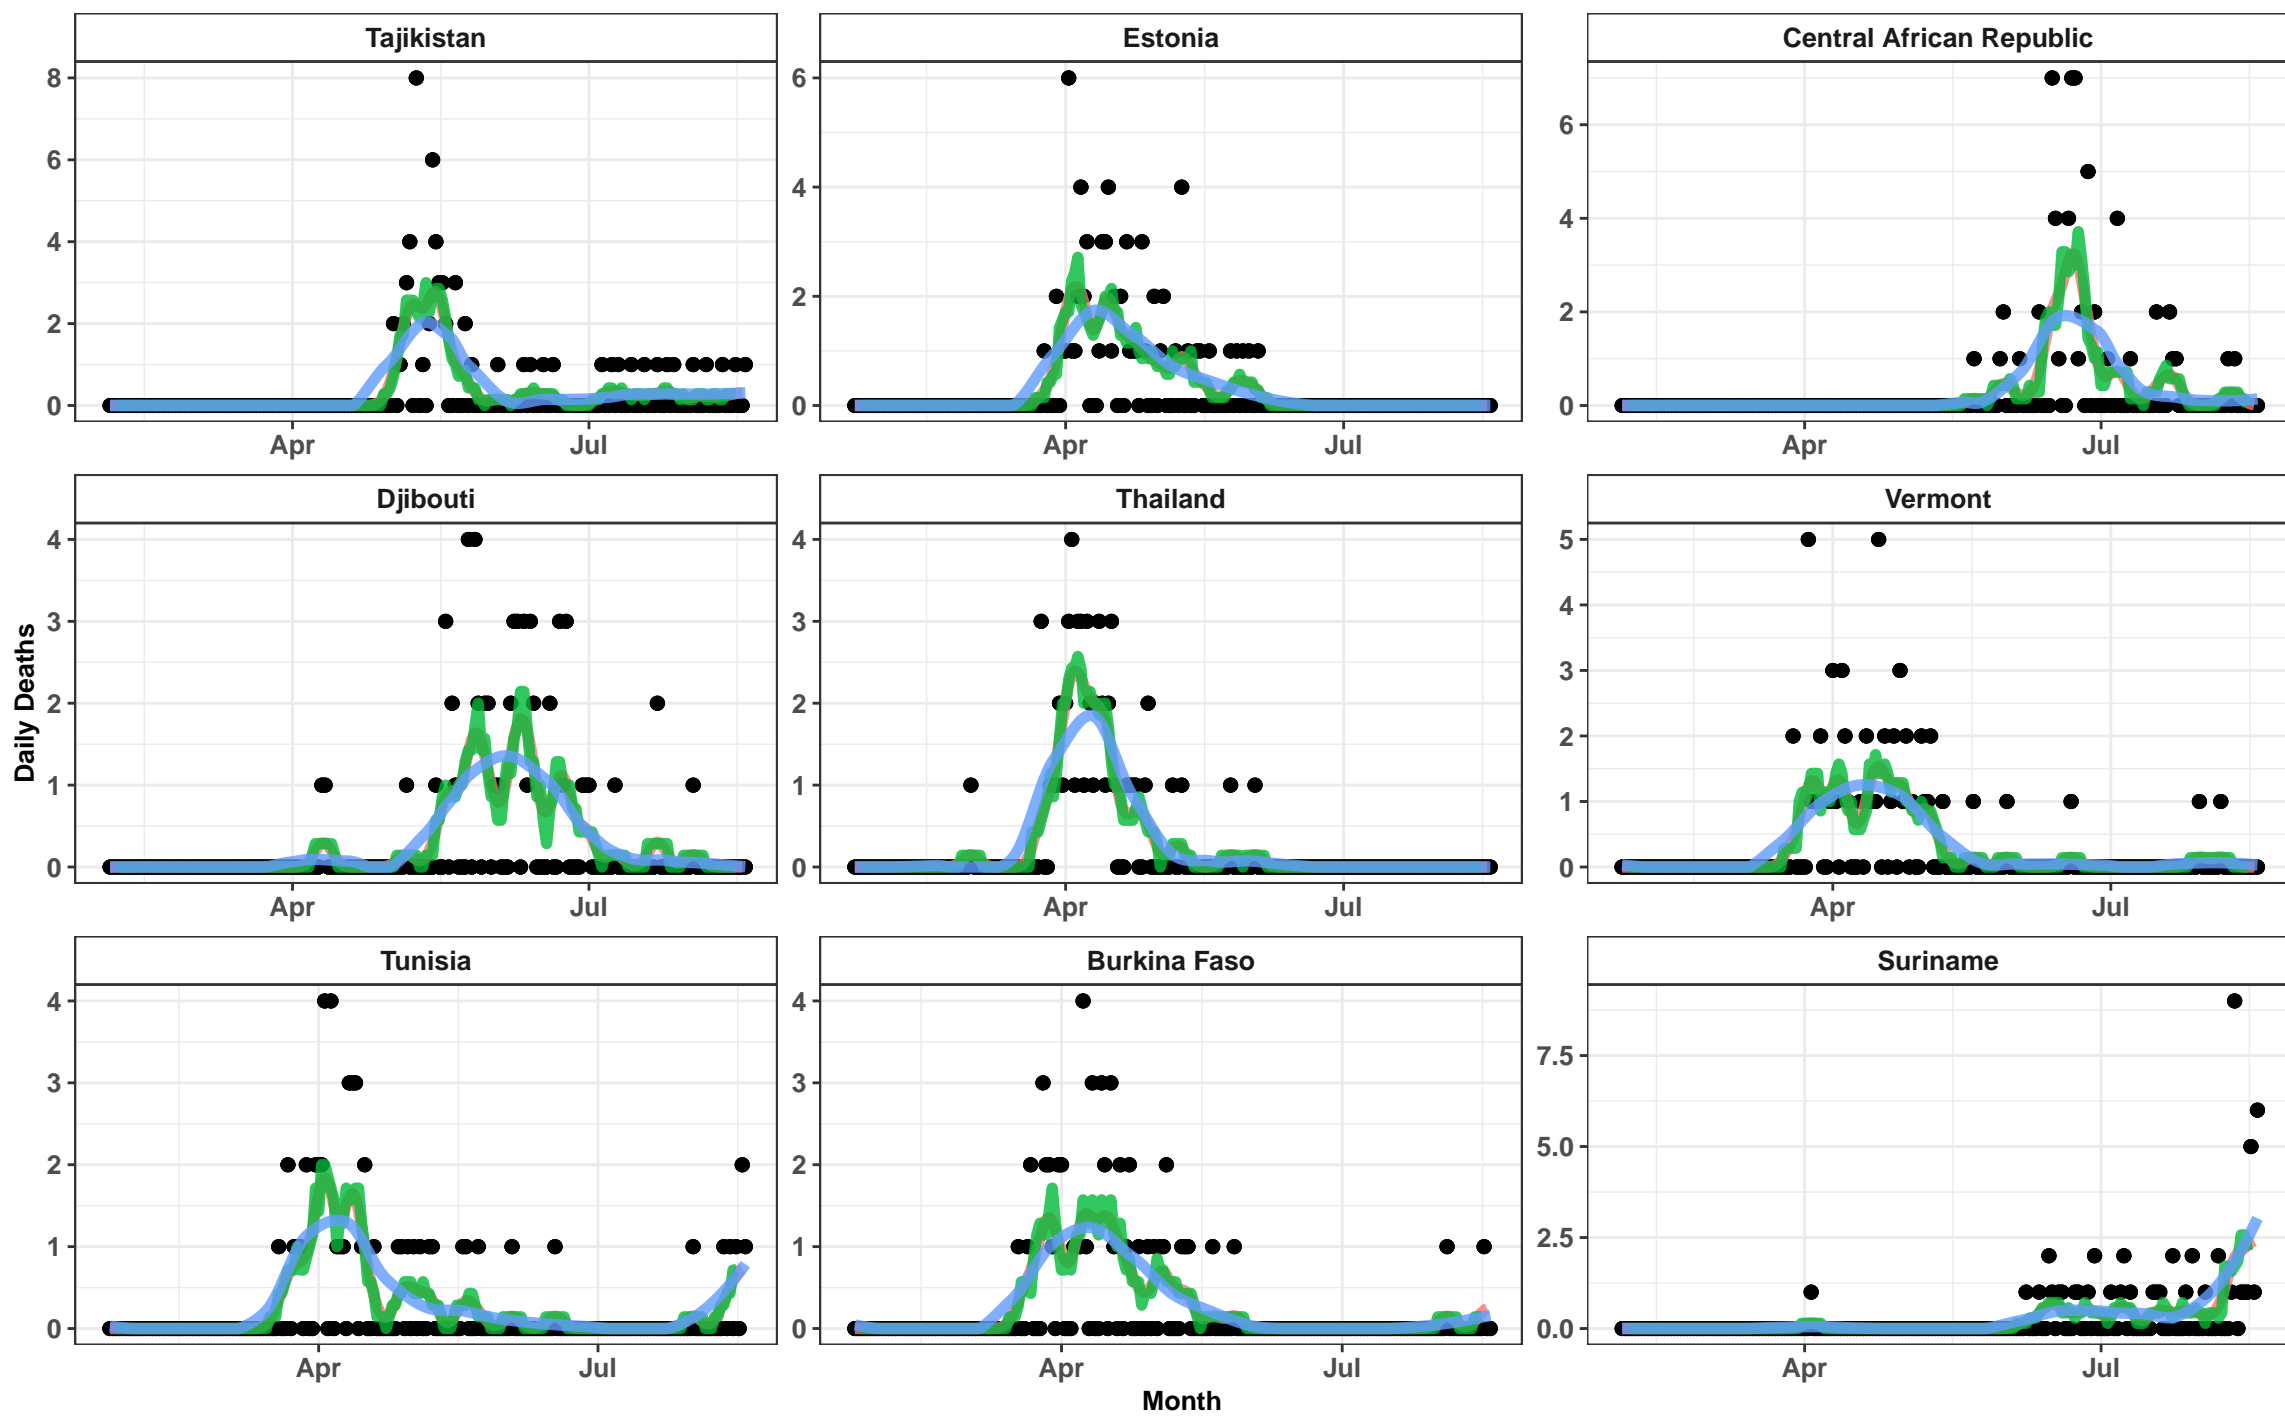 Tajikistan
Estonia
Central African Republic
8
6
4
2
0
6
4
2
0
6
4
2
0
Apr
Jul
Apr
Jul
Apr
Jul
Djibouti
Thailand
Vermont
4
3
2
1
0
4
3
2
1
0
5
4
3
2
1
0
Apr
Jul
Apr
Jul
Apr
Jul
Daily Deaths
Tunisia
Burkina Faso
Suriname
4
3
2
1
0
4
3
2
1
0
7.5
5.0
2.5
0.0
Apr
Jul
Apr
Jul
Apr
Jul
Month